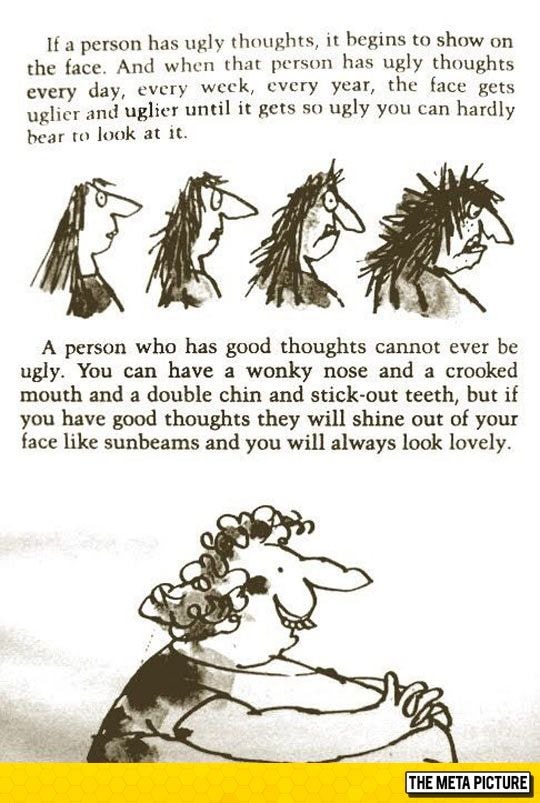 If a person has ugly thoughts, it begins to show on
the face. And when that person has ugly thoughts
every day, every week, every year, the face gets
uglier and uglier until it gets so ugly you can hardly
bear to look at it.
A person who has good thoughts cannot ever be
ugly. You can have a wonky nose and a crooked
mouth and a double chin and stick-out teeth, but if
you have good thoughts they will shine out of your
face like sunbeams and you will always look lovely.
THE META PICTURE